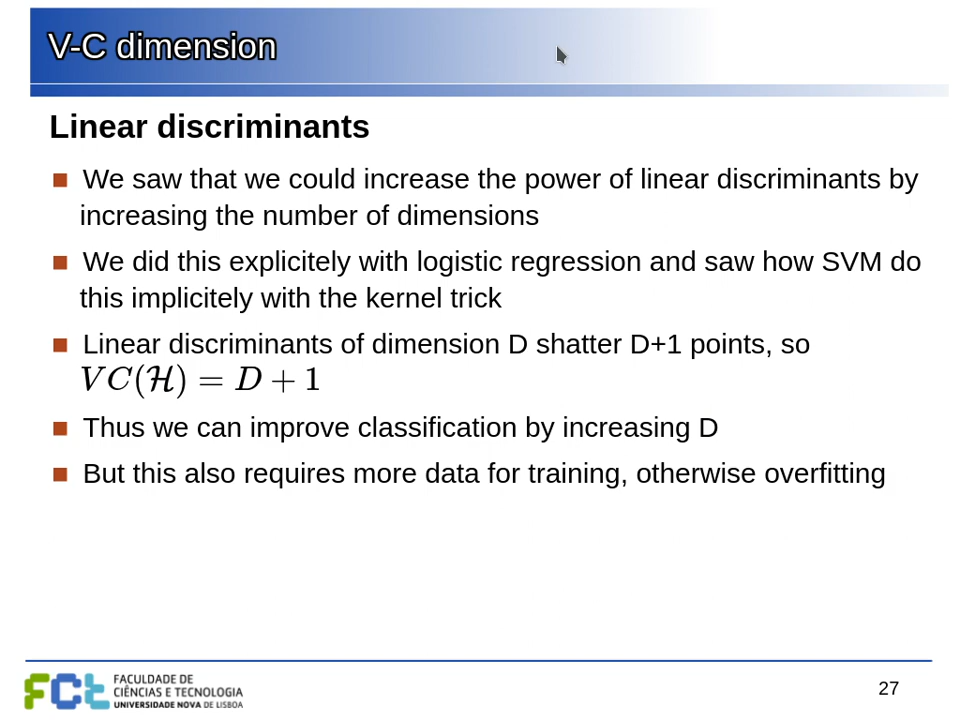 V-C dimension
Linear discriminants
We saw that we could increase the power of linear discriminants by
increasing the number of dimensions
We did this explicitely with logistic regression and saw how SVM do
this implicitely with the kernel trick
Linear discriminants of dimension D shatter D+1 points, so
VC(ℋ) = D + 1
Thus we can improve classification by increasing D
But this also requires more data for training, otherwise overfitting
FCt
FACULDADE DE
CIÊNCIAS E TECNOLOGIA
UNIVERSIDADE NOVA DE LISBOA
27